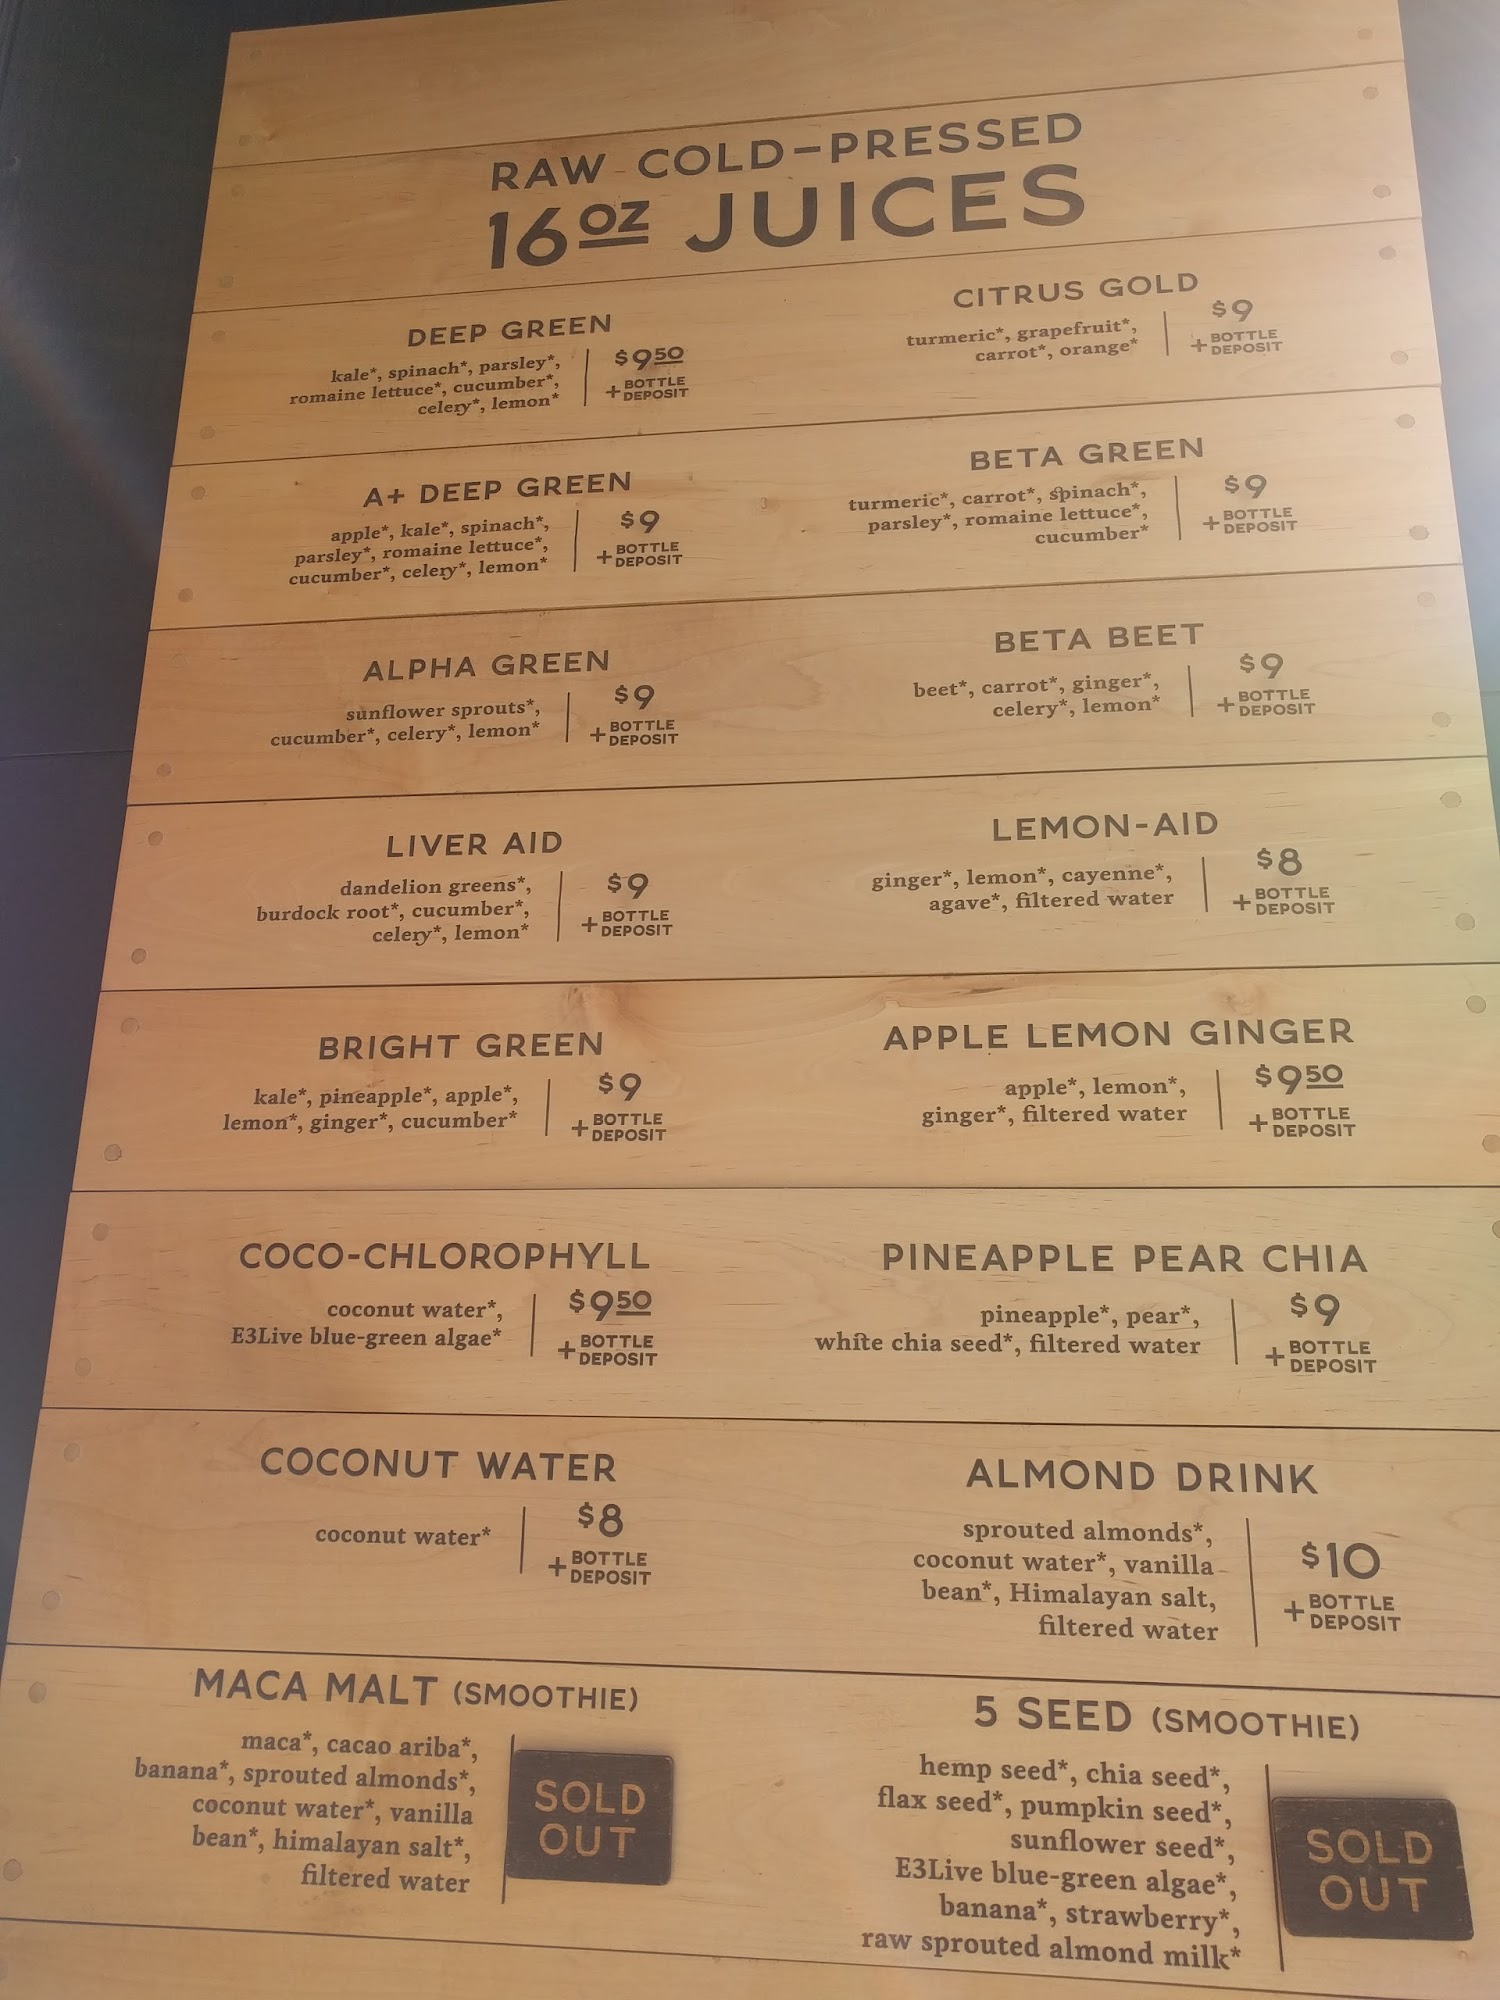 RAW COLD-PRESSED
16oz JUICES
DEEP GREEN
kale*, spinach*, parsley*,
romaine lettuce*, cucumber*,
celery*, lemon*
$9 50
+ BOTTLE
DEPOSIT
CITRUS GOLD
turmeric*, grapefruit*,
carrot*, orange*
$9
+ BOTTLE
DEPOSIT
A+ DEEP GREEN
apple*, kale*, spinach*,
parsley*, romaine lettuce*,
cucumber*, celery*, lemon*
$9
+ BOTTLE
DEPOSIT
BETA GREEN
turmeric*, carrot*, spinach*,
parsley*, romaine lettuce*,
cucumber*
$9
+ BOTTLE
DEPOSIT
ALPHA GREEN
sunflower sprouts*,
cucumber*, celery*, lemon*
$9
+ BOTTLE
DEPOSIT
BETA BEET
beet*, carrot*, ginger*,
celery*, lemon*
$9
+ BOTTLE
DEPOSIT
LIVER AID
dandelion greens*,
burdock root*, cucumber*,
celery*, lemon*
$9
+ BOTTLE
DEPOSIT
LEMON-AID
ginger*, lemon*, cayenne*,
agave*, filtered water
$8
+ BOTTLE
DEPOSIT
BRIGHT GREEN
kale*, pineapple*, apple*,
lemon*, ginger*, cucumber*
$9
+ BOTTLE
DEPOSIT
APPLE LEMON GINGER
apple*, lemon*,
ginger*, filtered water
$9 50
+ BOTTLE
DEPOSIT
COCO-CHLOROPHYLL
coconut water*,
E3Live blue-green algae*
$9 50
+ BOTTLE
DEPOSIT
PINEAPPLE PEAR CHIA
pineapple*, pear*,
white chia seed*, filtered water
$9
+ BOTTLE
DEPOSIT
COCONUT WATER
coconut water*
$8
+ BOTTLE
DEPOSIT
ALMOND DRINK
sprouted almonds*,
coconut water*, vanilla
bean*, Himalayan salt,
filtered water
$10
+ BOTTLE
DEPOSIT
MACA MALT (SMOOTHIE)
maca*, cacao ariba*,
banana*, sprouted almonds*,
coconut water*, vanilla
bean*, himalayan salt*,
filtered water
SOLD
OUT
5 SEED (SMOOTHIE)
hemp seed*, chia seed*,
flax seed*, pumpkin seed*,
sunflower seed*,
E3Live blue-green algae*,
banana*, strawberry*,
raw sprouted almond milk*
SOLD
OUT